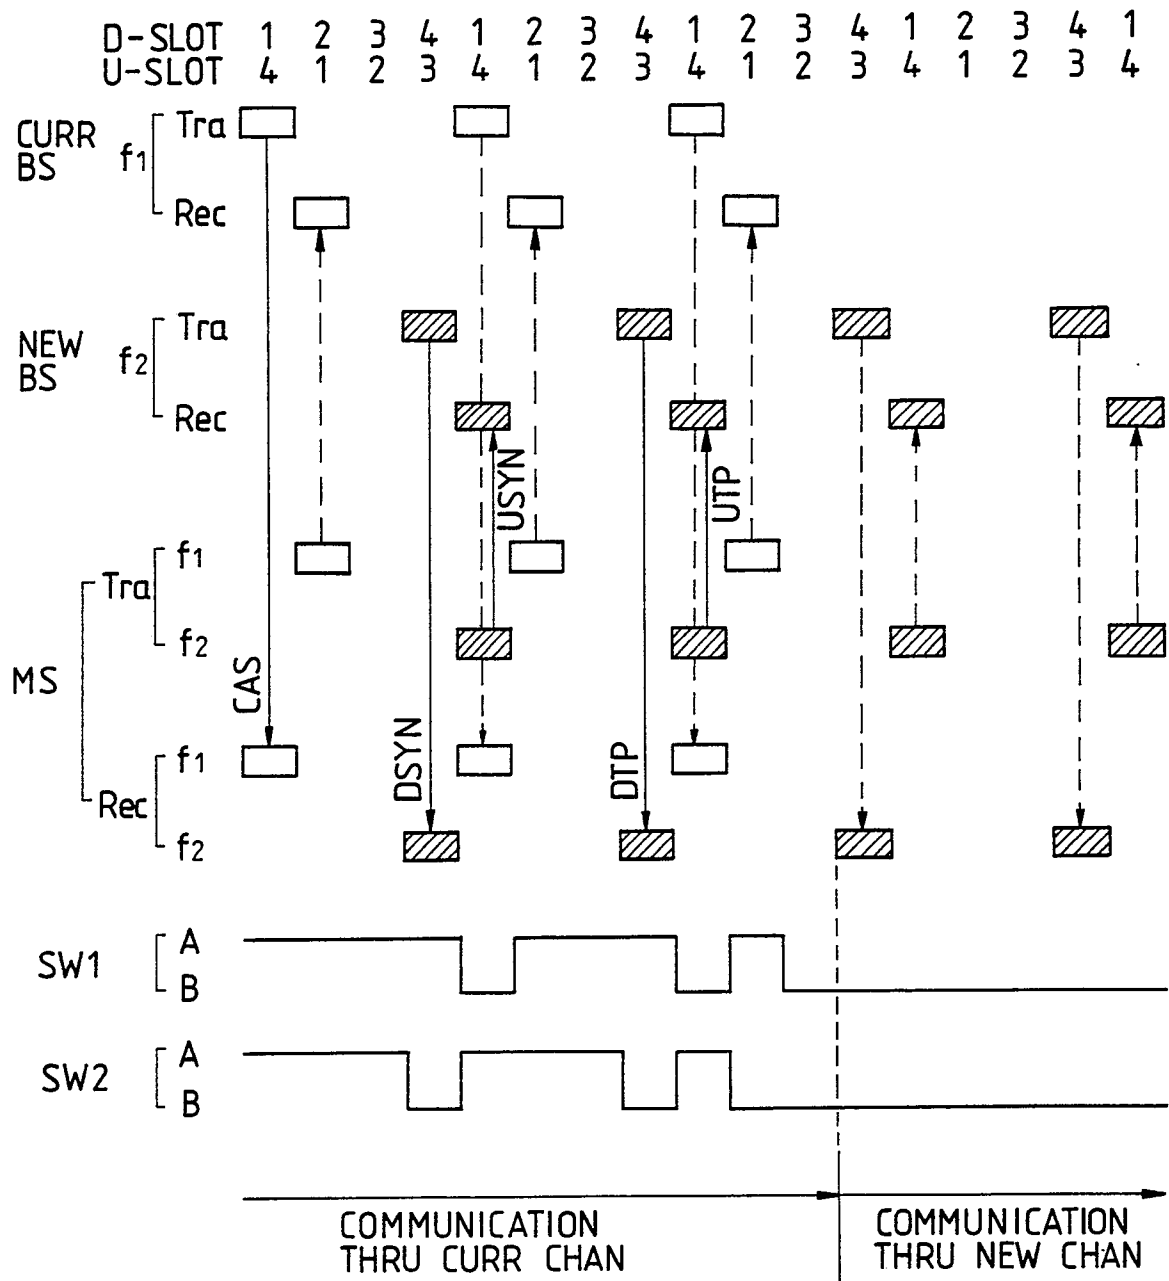 D-SLOT 1 2 3 4 1 2 3 4 1 2 3 4 1 2 3 4 1
U-SLOT 4 1 2 3 4 1 2 3 4 1 2 3 4 1 2 3 4
CURR
BS
f1
Tra
Rec
NEW
BS
f2
Tra
Rec
USYN
UTP
MS
Tra
f1
f2
CAS
DSYN
DTP
Rec
f1
f2
SW1
A
B
SW2
A
B
COMMUNICATION
THRU CURR CHAN
COMMUNICATION
THRU NEW CHAN